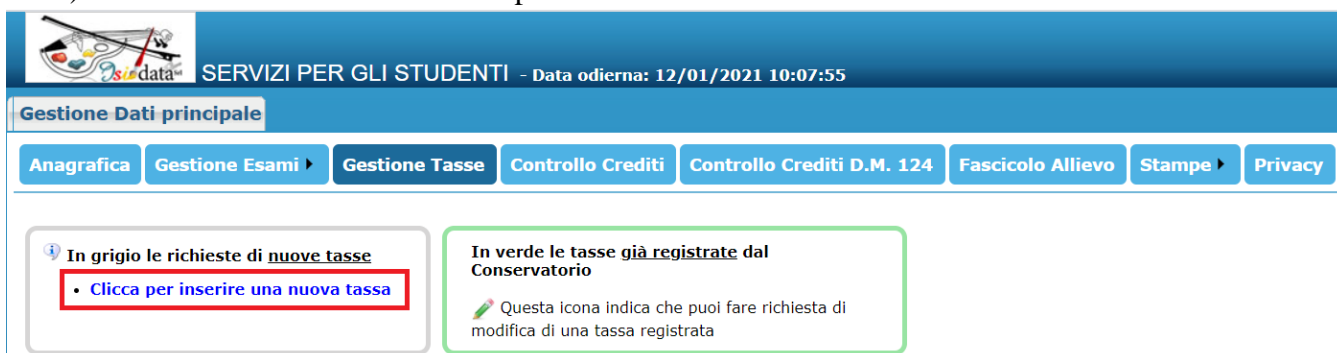 Isidata SERVIZI PER GLI STUDENTI - Data odierna: 12/01/2021 10:07:55
Gestione Dati principale
Anagrafica Gestione Esami Gestione Tasse Controllo Crediti Controllo Crediti D.M. 124 Fascicolo Allievo Stampe Privacy
In grigio le richieste di nuove tasse
• Clicca per inserire una nuova tassa
In verde le tasse già registrate dal
Conservatorio
Questa icona indica che puoi fare richiesta di
modifica di una tassa registrata